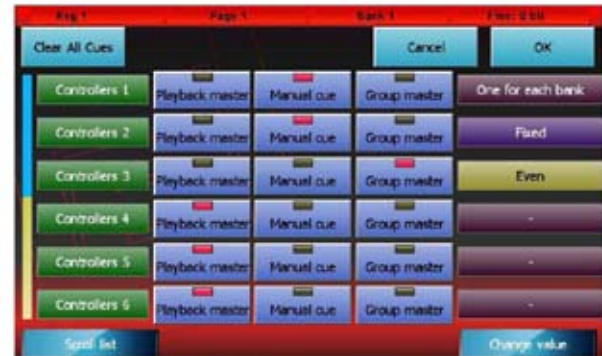 Page 1 Bank 1
Clear All Cues Cancel OK
Controllers 1 Playback master Manual cue Group master One for each bank
Controllers 2 Playback master Manual cue Group master Fixed
Controllers 3 Playback master Manual cue Group master Even
Controllers 4 Playback master Manual cue Group master -
Controllers 5 Playback master Manual cue Group master -
Controllers 6 Playback master Manual cue Group master -
Scroll list Change value